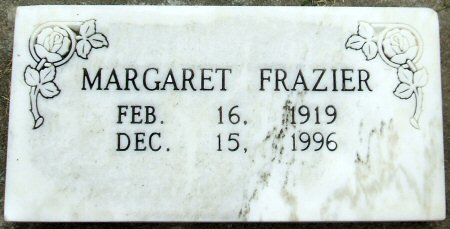 MARGARET FRAZIER
FEB. 16, 1919
DEC. 15, 1996